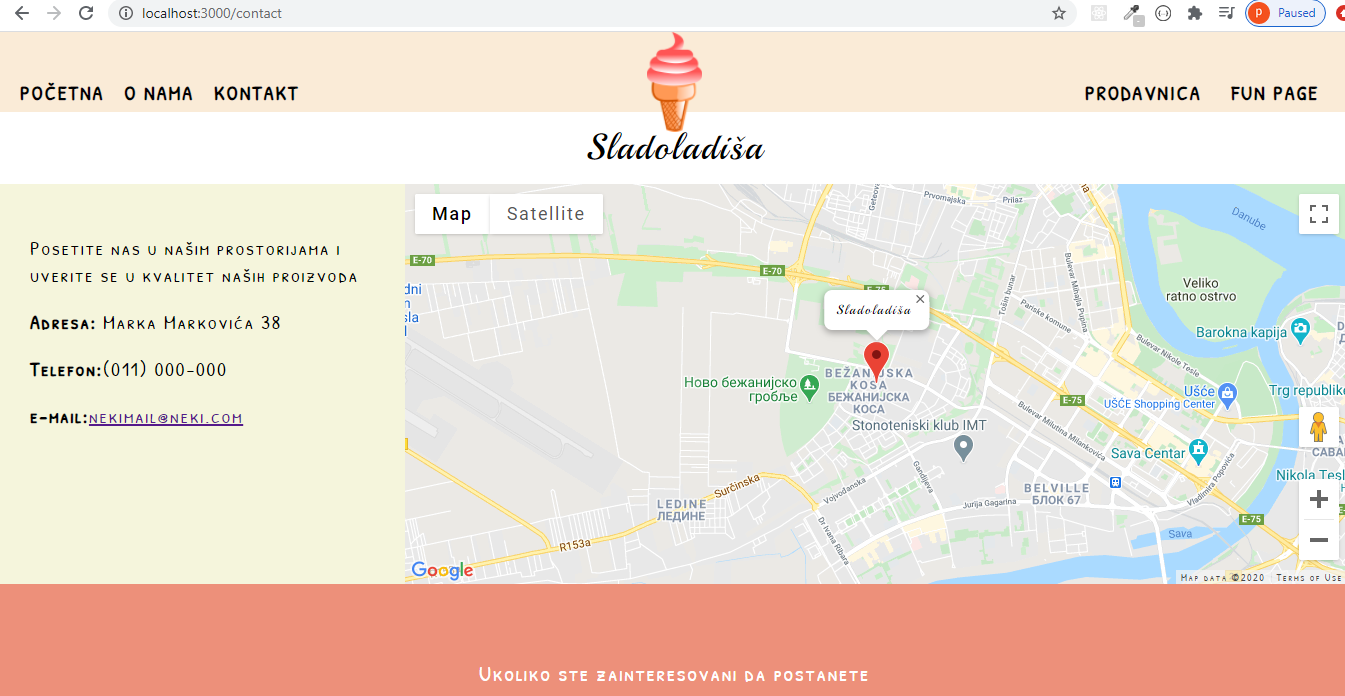 localhost:3000/contact
Paused
P
POČETNA O NAMA KONTAKT
PRODAVNICA FUN PAGE
Sladoladiša
Posetite nas u našim prostorijama i
uverite se u kvalitet naših proizvoda
Adresa: Marka Markovića 38
Telefon:(011) 000-000
e-mail:nekimail@neki.com
Map Satellite
Prvomajska
Prilaz
Danube
E-70
E-70
E-75
Bulevar Mihajla Pupina
Tošin bunar
Veliko
ratno ostrvo
Pariske komune
Sladoladiša
Barokna kapija
Bulevar Nikole Tesle
Ново бежанијско
гробље
BEŽANIJSKA
KOSA
БЕЖАНИЈСКА
КОСА
Ušće
UŠĆE Shopping Center
Trg republike
E-75
Stonoteniski klub IMT
Bulevar Milutina Milankovića
Sava Centar
Vladimira Popovića
Nikola Tesl
Gandijeva
Surčinska
Vojvođanska
BELVILLE
БЛОК 67
LEDINE
ЛЕДИНЕ
Jurija Gagarina
Dr Ivana Ribara
E-75
Sava
R153a
Google
Map data ©2020 Terms of Use
Ukoliko ste zainteresovani da postanete